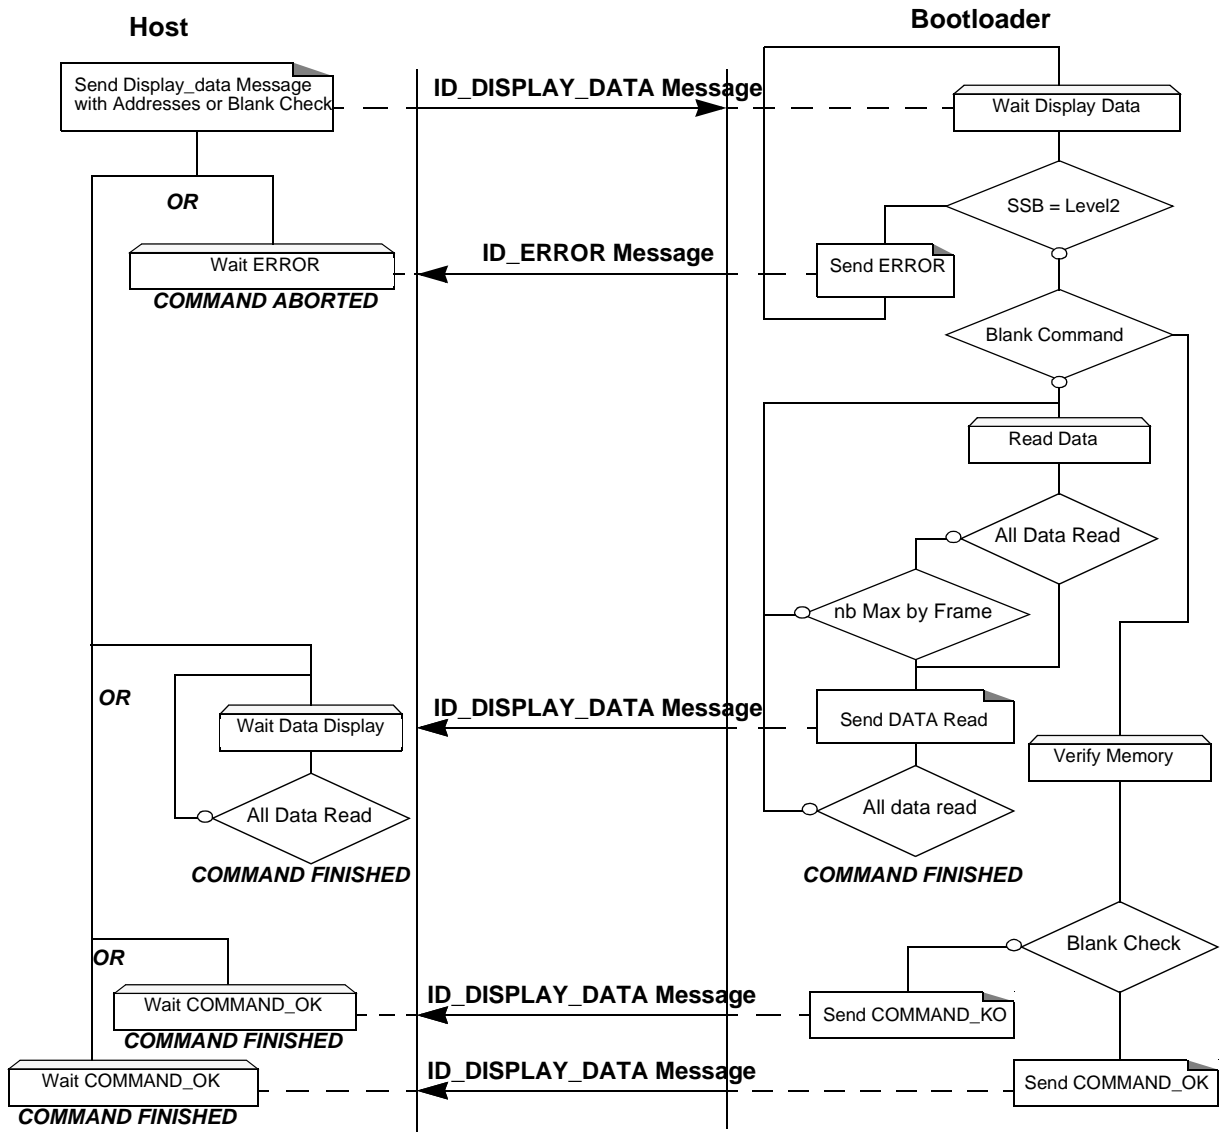 Host
Bootloader
Send Display_data Message
with Addresses or Blank Check
ID_DISPLAY_DATA Message
Wait Display Data
OR
SSB = Level2
Wait ERROR
ID_ERROR Message
Send ERROR
COMMAND ABORTED
Blank Command
Read Data
All Data Read
nb Max by Frame
OR
Wait Data Display
ID_DISPLAY_DATA Message
Send DATA Read
Verify Memory
All Data Read
All data read
COMMAND FINISHED
COMMAND FINISHED
OR
Blank Check
Wait COMMAND_OK
ID_DISPLAY_DATA Message
Send COMMAND_KO
COMMAND FINISHED
Wait COMMAND_OK
ID_DISPLAY_DATA Message
Send COMMAND_OK
COMMAND FINISHED